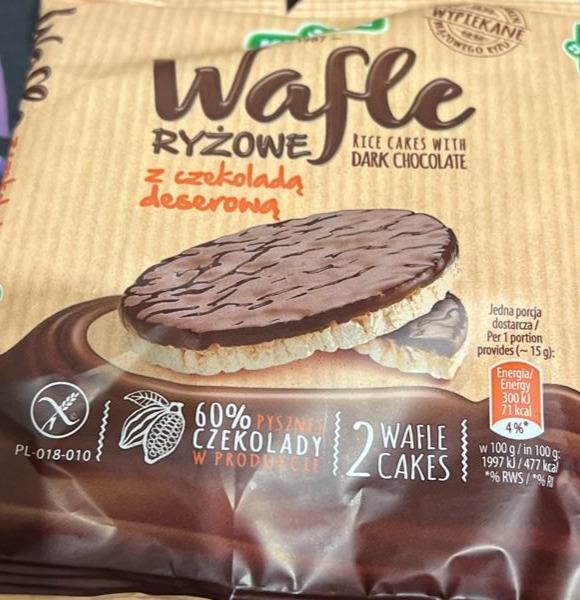 WYPIEKANE
Wafle
RYŻOWE
RICE CAKES WITH
DARK CHOCOLATE
z czekoladą
deserową
Jedna porcja
dostarcza /
Per 1 portion
provides (~ 15 g):
Energia/
Energy
300 kJ
71 kcal
4%*
w 100 g / in 100 g:
1997 kJ / 477 kcal
*% RWS / *% RI
PL-018-010
60% PYSZNEJ
CZEKOLADY
W PRODUKCIE
2 WAFLE
CAKES